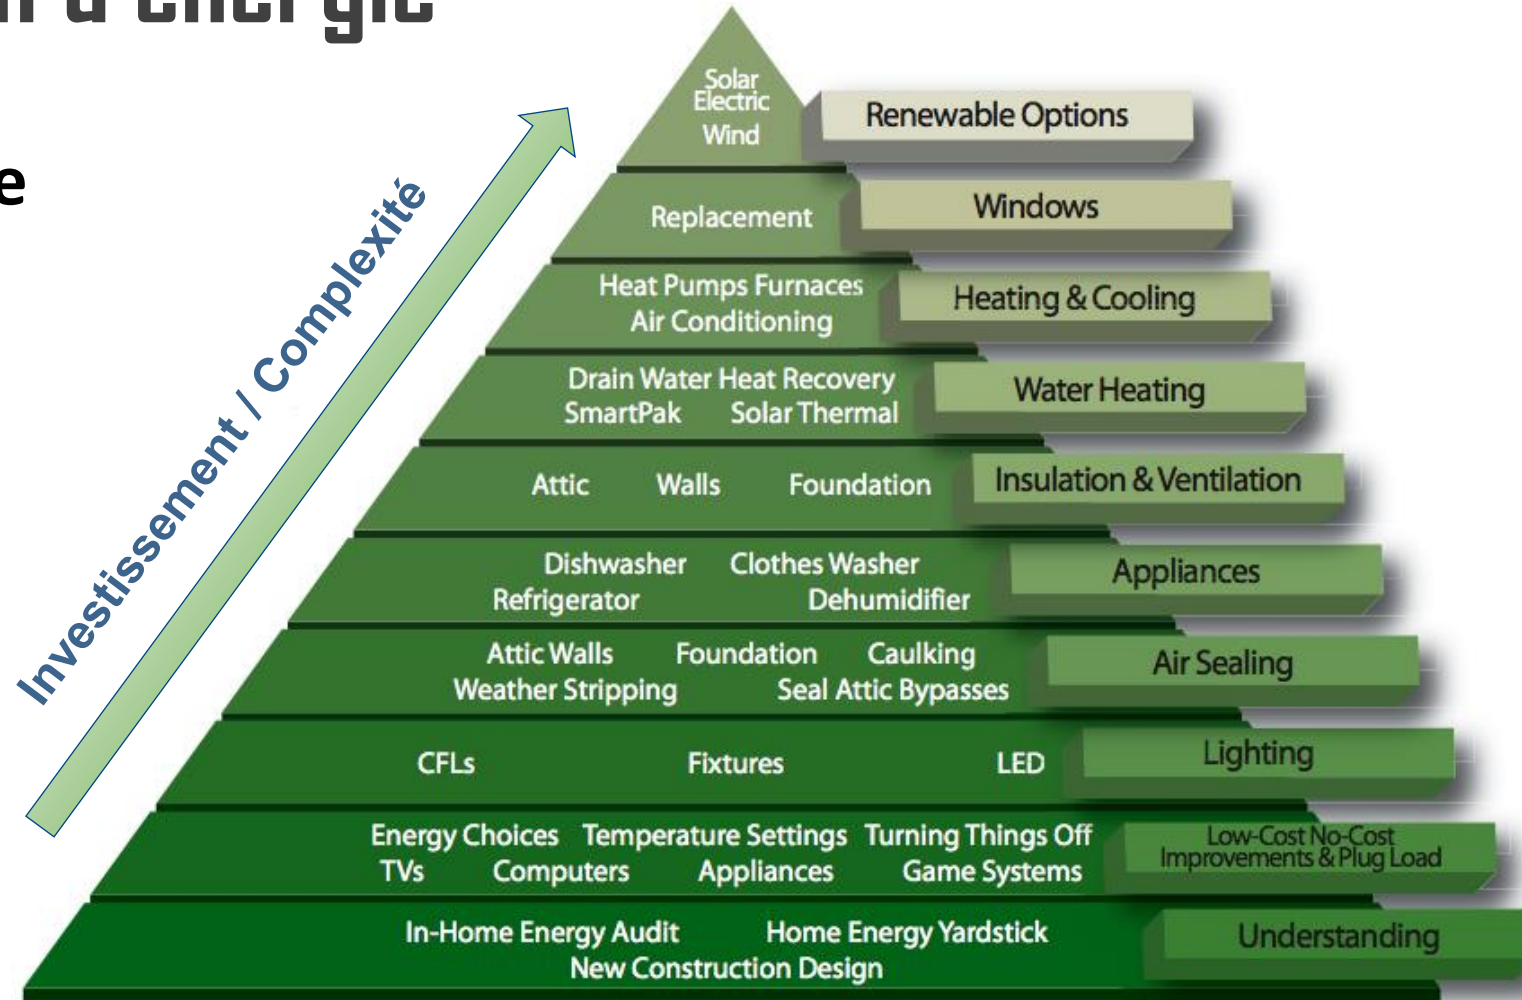 n d'énergie
e
Investissement / Complexité
Solar
Electric
Wind
Renewable Options
Replacement
Windows
Heat Pumps Furnaces
Air Conditioning
Heating & Cooling
Drain Water Heat Recovery
SmartPak Solar Thermal
Water Heating
Attic Walls Foundation
Insulation & Ventilation
Dishwasher Clothes Washer
Refrigerator Dehumidifier
Appliances
Attic Walls Foundation Caulking
Weather Stripping Seal Attic Bypasses
Air Sealing
CFLs Fixtures LED
Lighting
Energy Choices Temperature Settings Turning Things Off
TVs Computers Appliances Game Systems
Low-Cost No-Cost
Improvements & Plug Load
In-Home Energy Audit Home Energy Yardstick
New Construction Design
Understanding